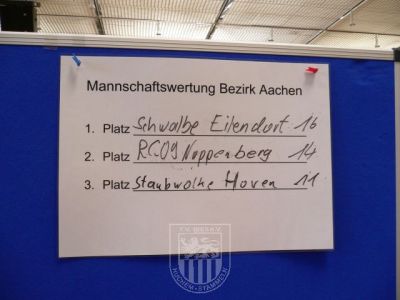 Mannschaftswertung Bezirk Aachen
1. Platz Schwalbe Eilendorf 16
2. Platz RC09 Noppenberg 14
3. Platz Staubwolke Hoven 11